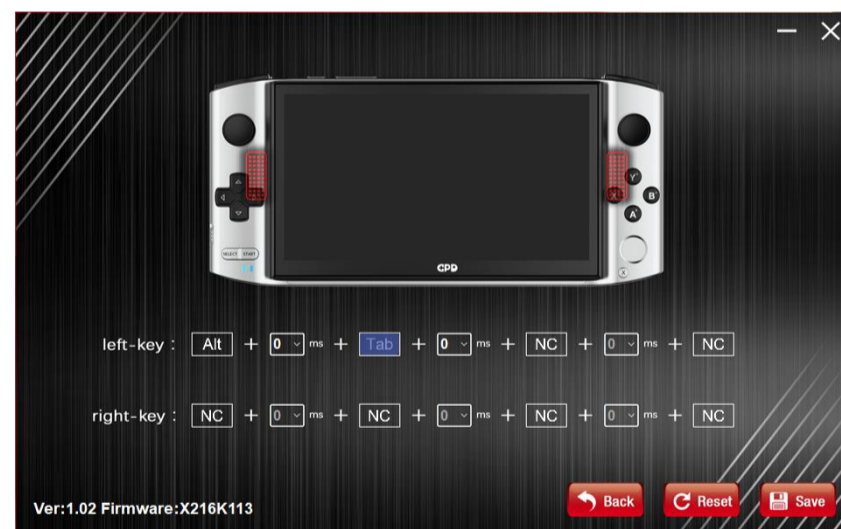 Y
X B
A
SELECT START
GPD
X
left-key : Alt + 0 ms + Tab + 0 ms + NC + 0 ms + NC
right-key : NC + 0 ms + NC + 0 ms + NC + 0 ms + NC
Back Reset Save
Ver:1.02 Firmware:X216K113